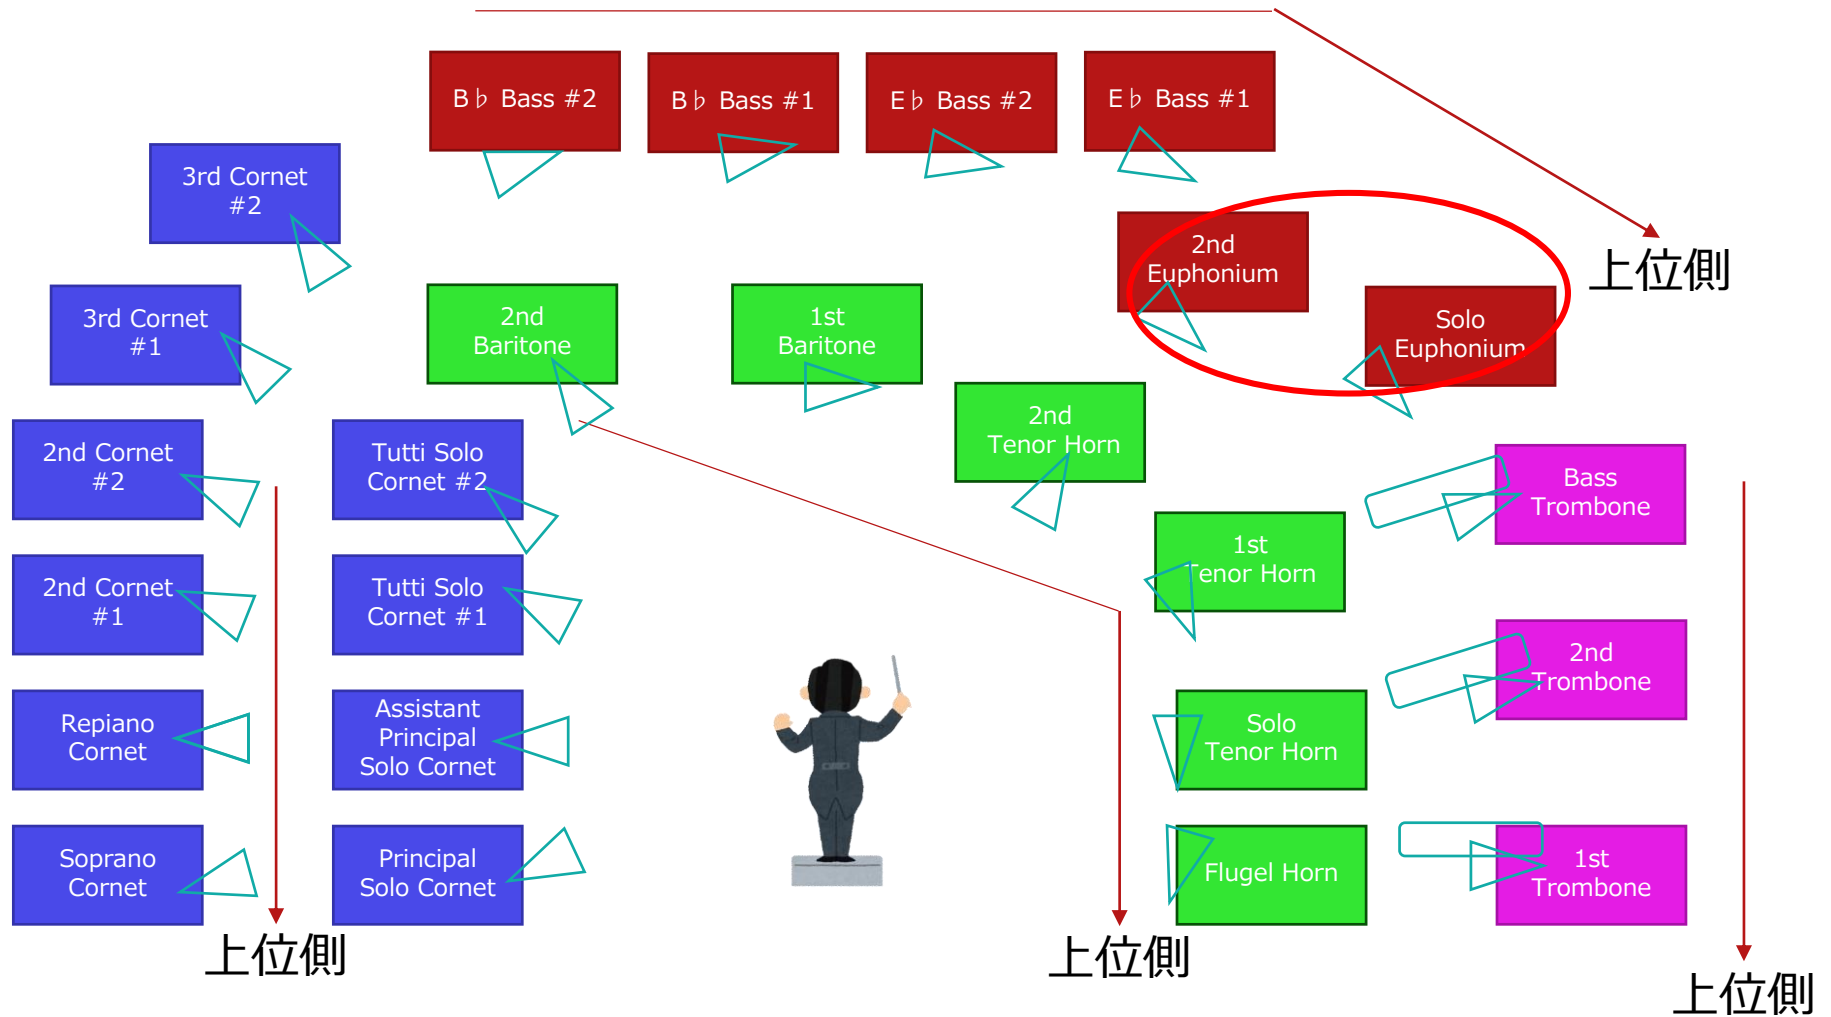 B♭ Bass #2
B♭ Bass #1
E♭ Bass #2
E♭ Bass #1
3rd Cornet
#2
2nd
Euphonium
上位側
3rd Cornet
#1
2nd
Baritone
1st
Baritone
Solo
Euphonium
2nd Cornet
#2
Tutti Solo
Cornet #2
2nd
Tenor Horn
Bass
Trombone
2nd Cornet
#1
Tutti Solo
Cornet #1
1st
Tenor Horn
2nd
Trombone
Repiano
Cornet
Assistant
Principal
Solo Cornet
Solo
Tenor Horn
Soprano
Cornet
Principal
Solo Cornet
Flugel Horn
1st
Trombone
上位側
上位側
上位側